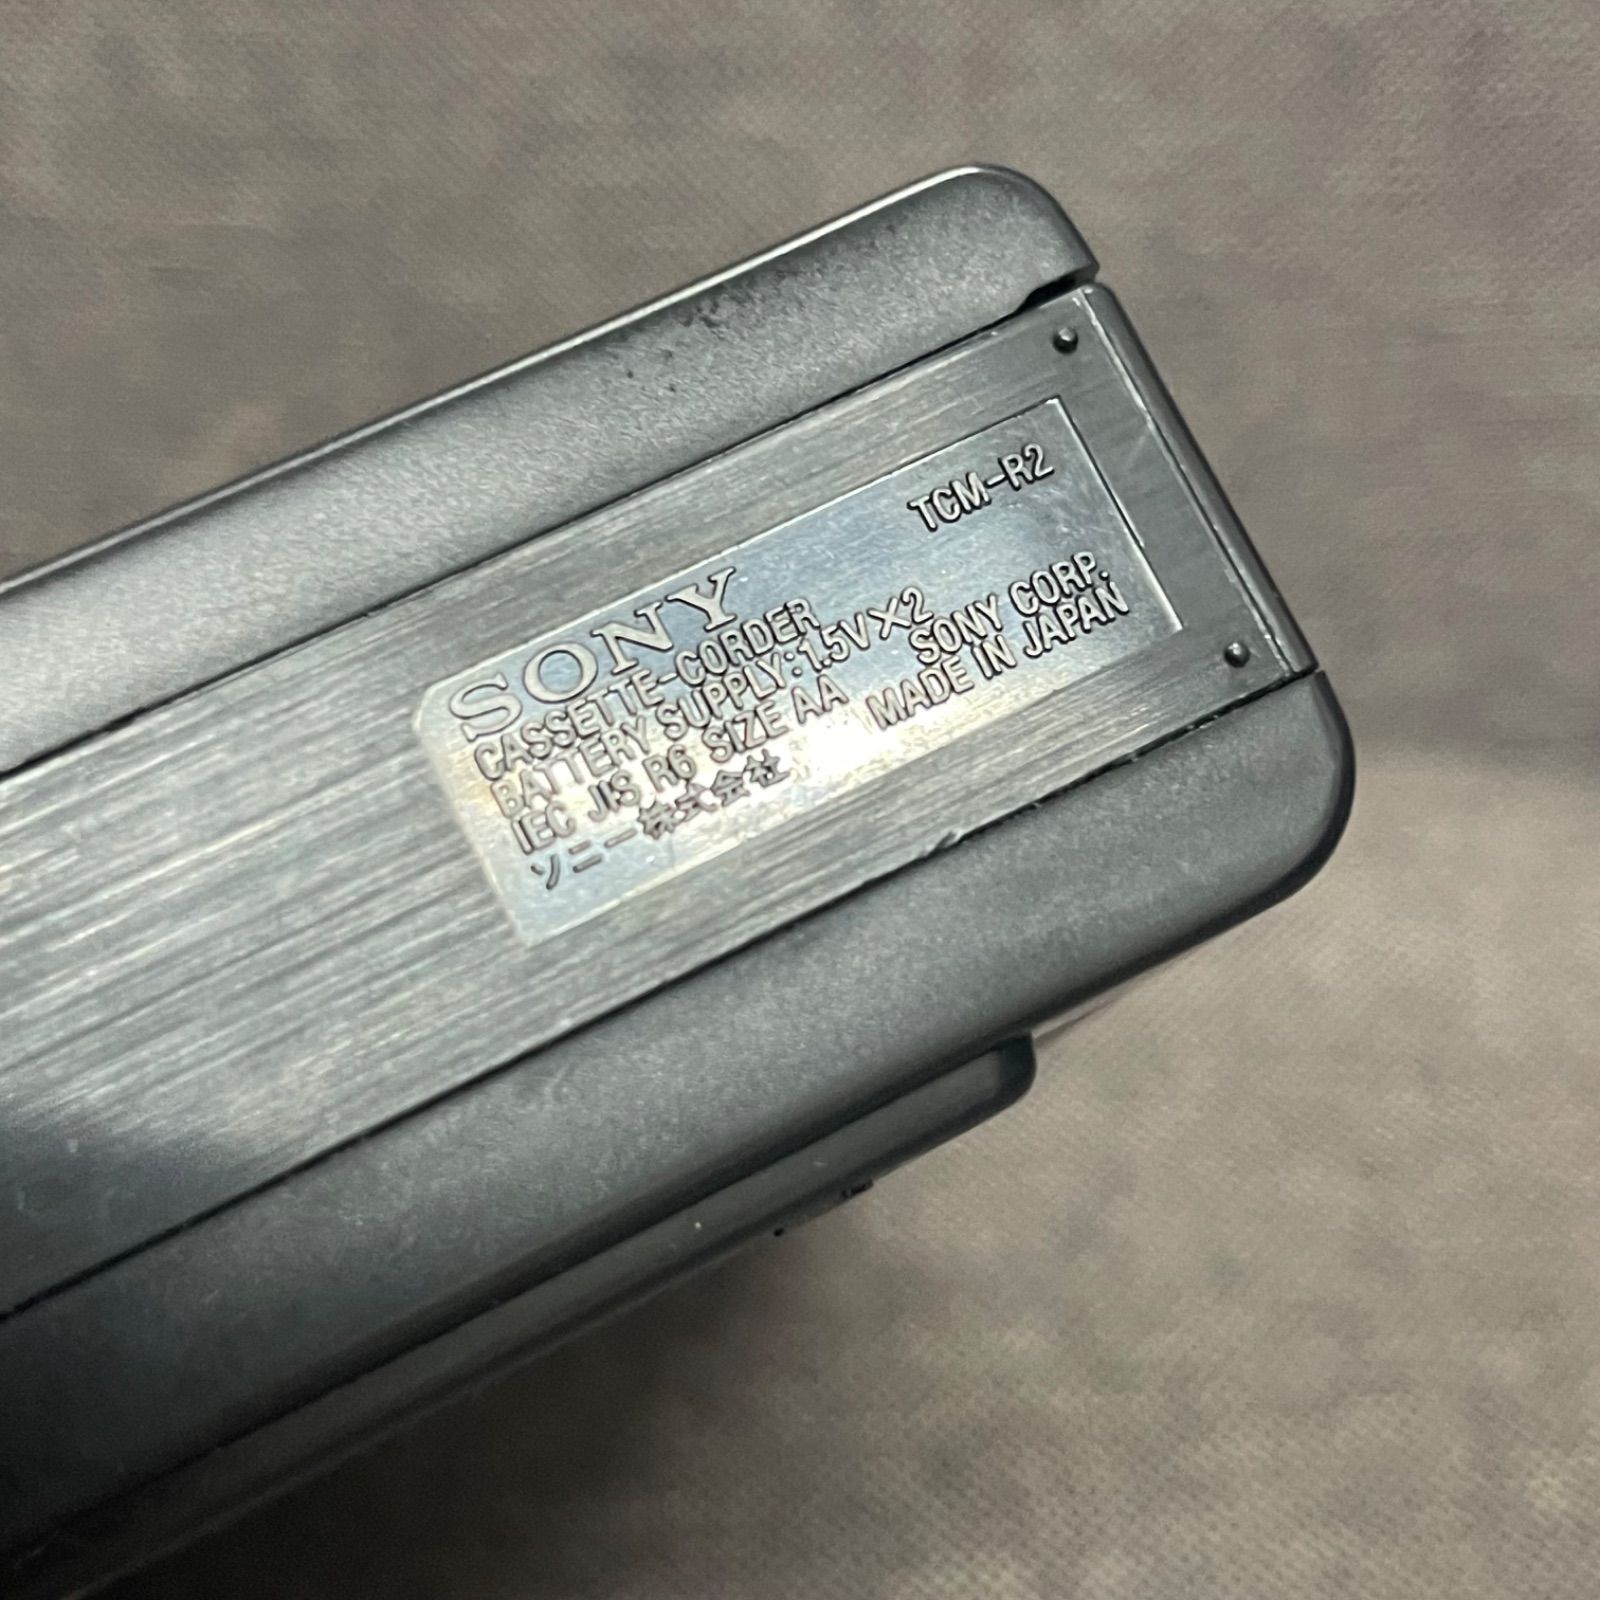 SONY TCM-R2
CASSETTE-CORDER
BATTERY SUPPLY: 1.5V×2
IEC JIS R6 SIZE AA SONY CORP.
ソニー株式会社 MADE IN JAPAN